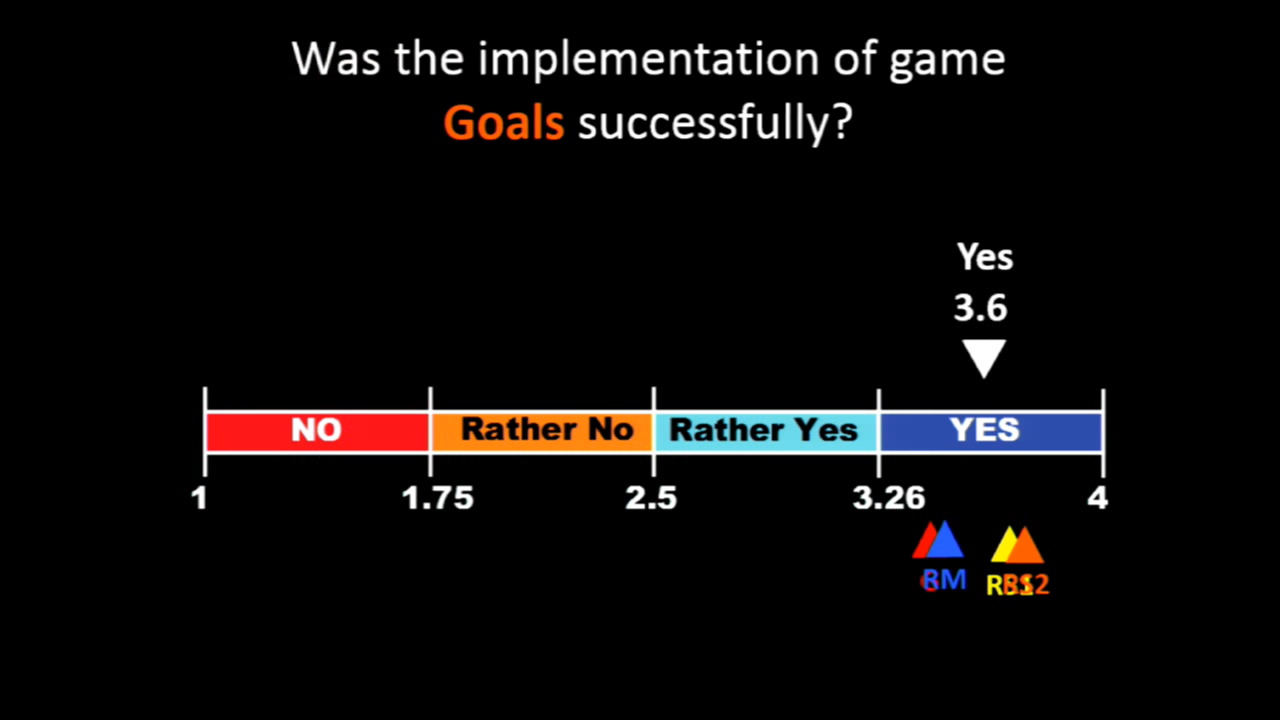 Was the implementation of game
Goals successfully?
Yes
3.6
NO Rather No Rather Yes YES
1 1.75 2.5 3.26 4